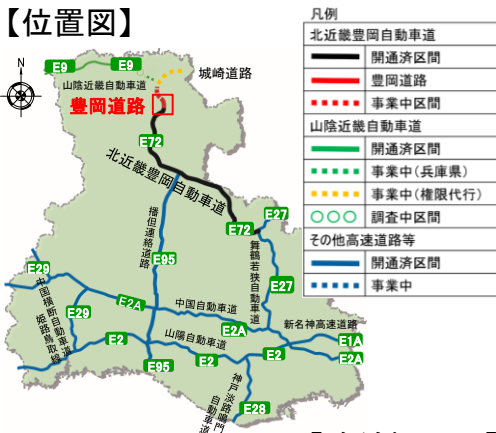 【位置図】
N
E9
E9
城崎道路
山陰近畿自動車道
豊岡道路
E72
北近畿豊岡自動車道
E72
E27
播但連絡道路
舞鶴若狭自動車道
E95
E27
E29
中国横断自動車道
姫路鳥取線
E29
E2A
中国自動車道
E2A
新名神高速道路
E1A
E2
山陽自動車道
E2
E2
E2A
E95
神戸淡路鳴門
自動車道
E28
凡例
北近畿豊岡自動車道
開通済区間
豊岡道路
事業中区間
山陰近畿自動車道
開通済区間
事業中(兵庫県)
事業中(権限代行)
調査中区間
その他高速道路等
開通済区間
事業中